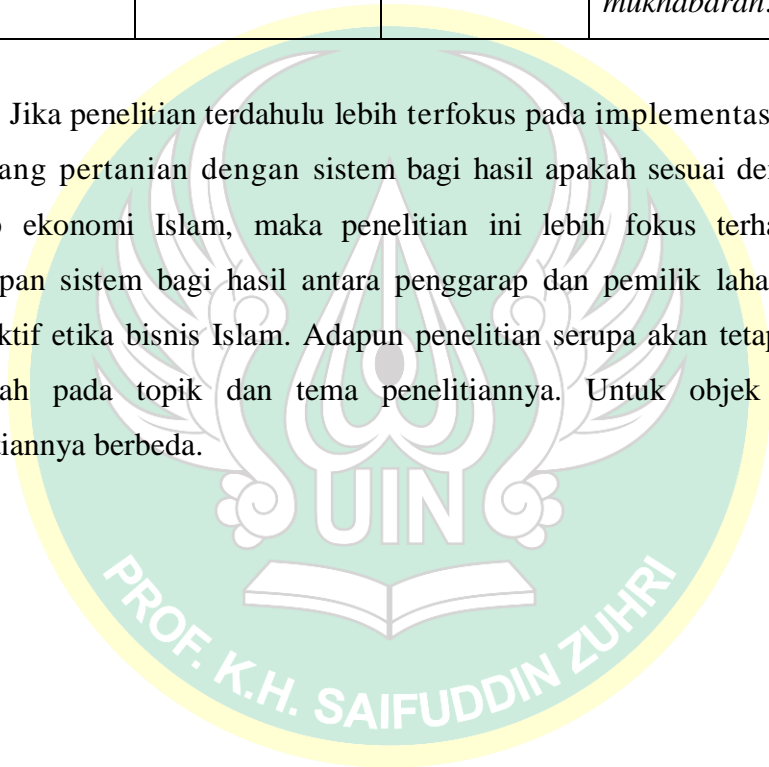 mukhabarah.
Jika penelitian terdahulu lebih terfokus pada implementas
ang pertanian dengan sistem bagi hasil apakah sesuai de
ekonomi Islam, maka penelitian ini lebih fokus terha
pan sistem bagi hasil antara penggarap dan pemilik laha
ktif etika bisnis Islam. Adapun penelitian serupa akan tetap
ah pada topik dan tema penelitiannya. Untuk objek
tiannya berbeda.
UIN
PROF. K.H. SAIFUDDIN ZUHRI